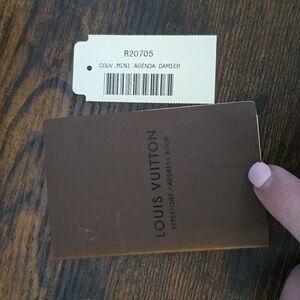 R20705
COUV.MINI AGENDA DAMIER
LOUIS VUITTON
REPERTOIRE / ADDRESS BOOK